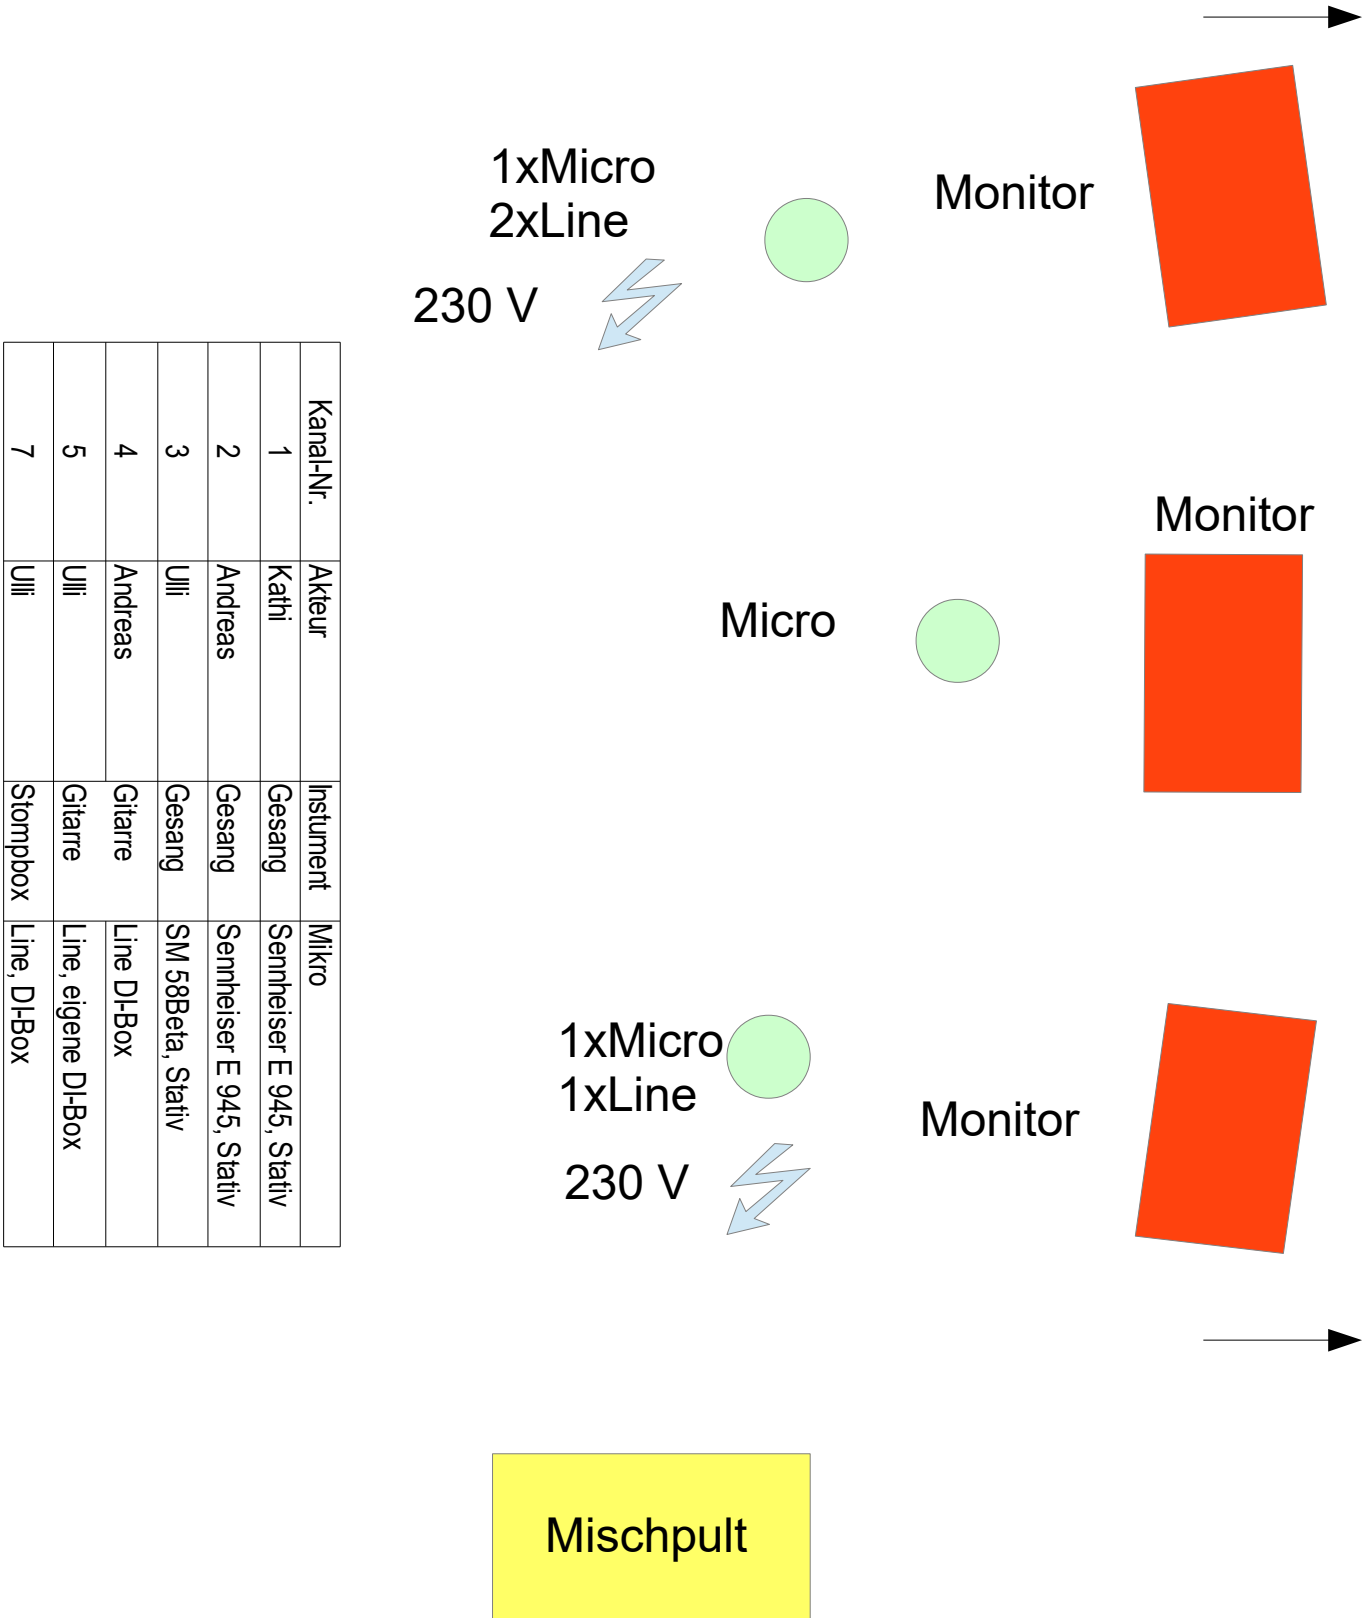 1xMicro
2xLine
230 V
Monitor
Monitor
Micro
1xMicro
1xLine
230 V
Monitor
Mischpult
Kanal-Nr. Akteur Instument Mikro
1 Kathi Gesang Sennheiser E 945, Stativ
2 Andreas Gesang Sennheiser E 945, Stativ
3 Ulli Gesang SM 58Beta, Stativ
4 Andreas Gitarre Line DI-Box
5 Ulli Gitarre Line, eigene DI-Box
7 Ulli Stompbox Line, DI-Box